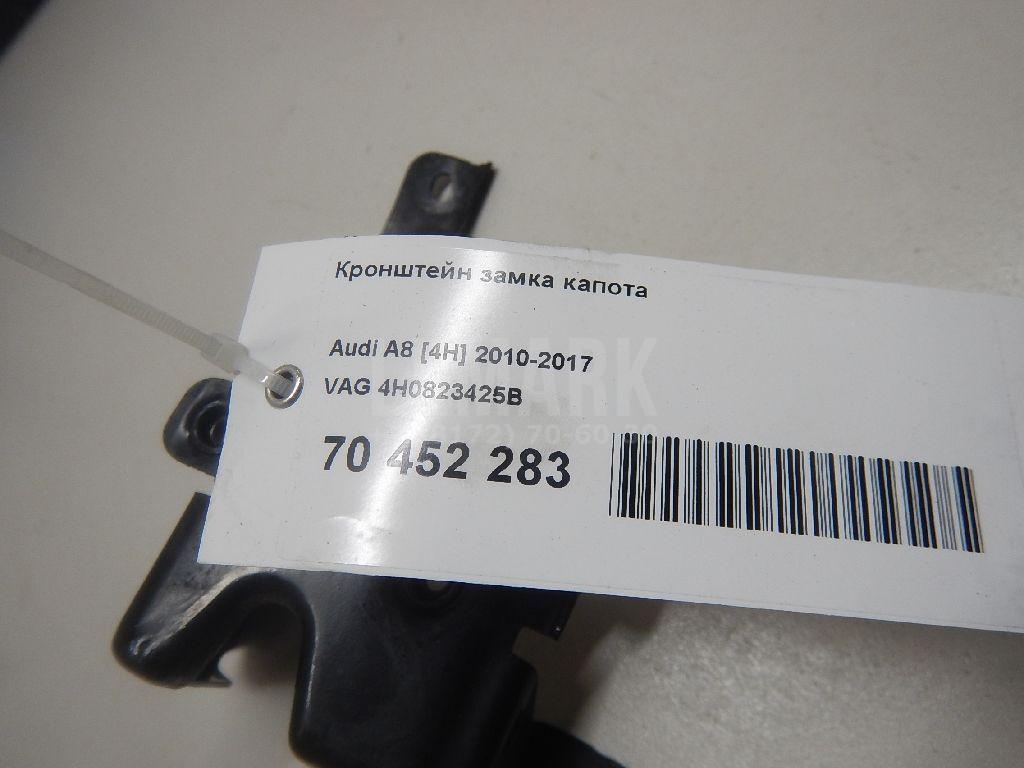 Кронштейн замка капота
Audi A8 [4H] 2010-2017
VAG 4H0823425B
70 452 283